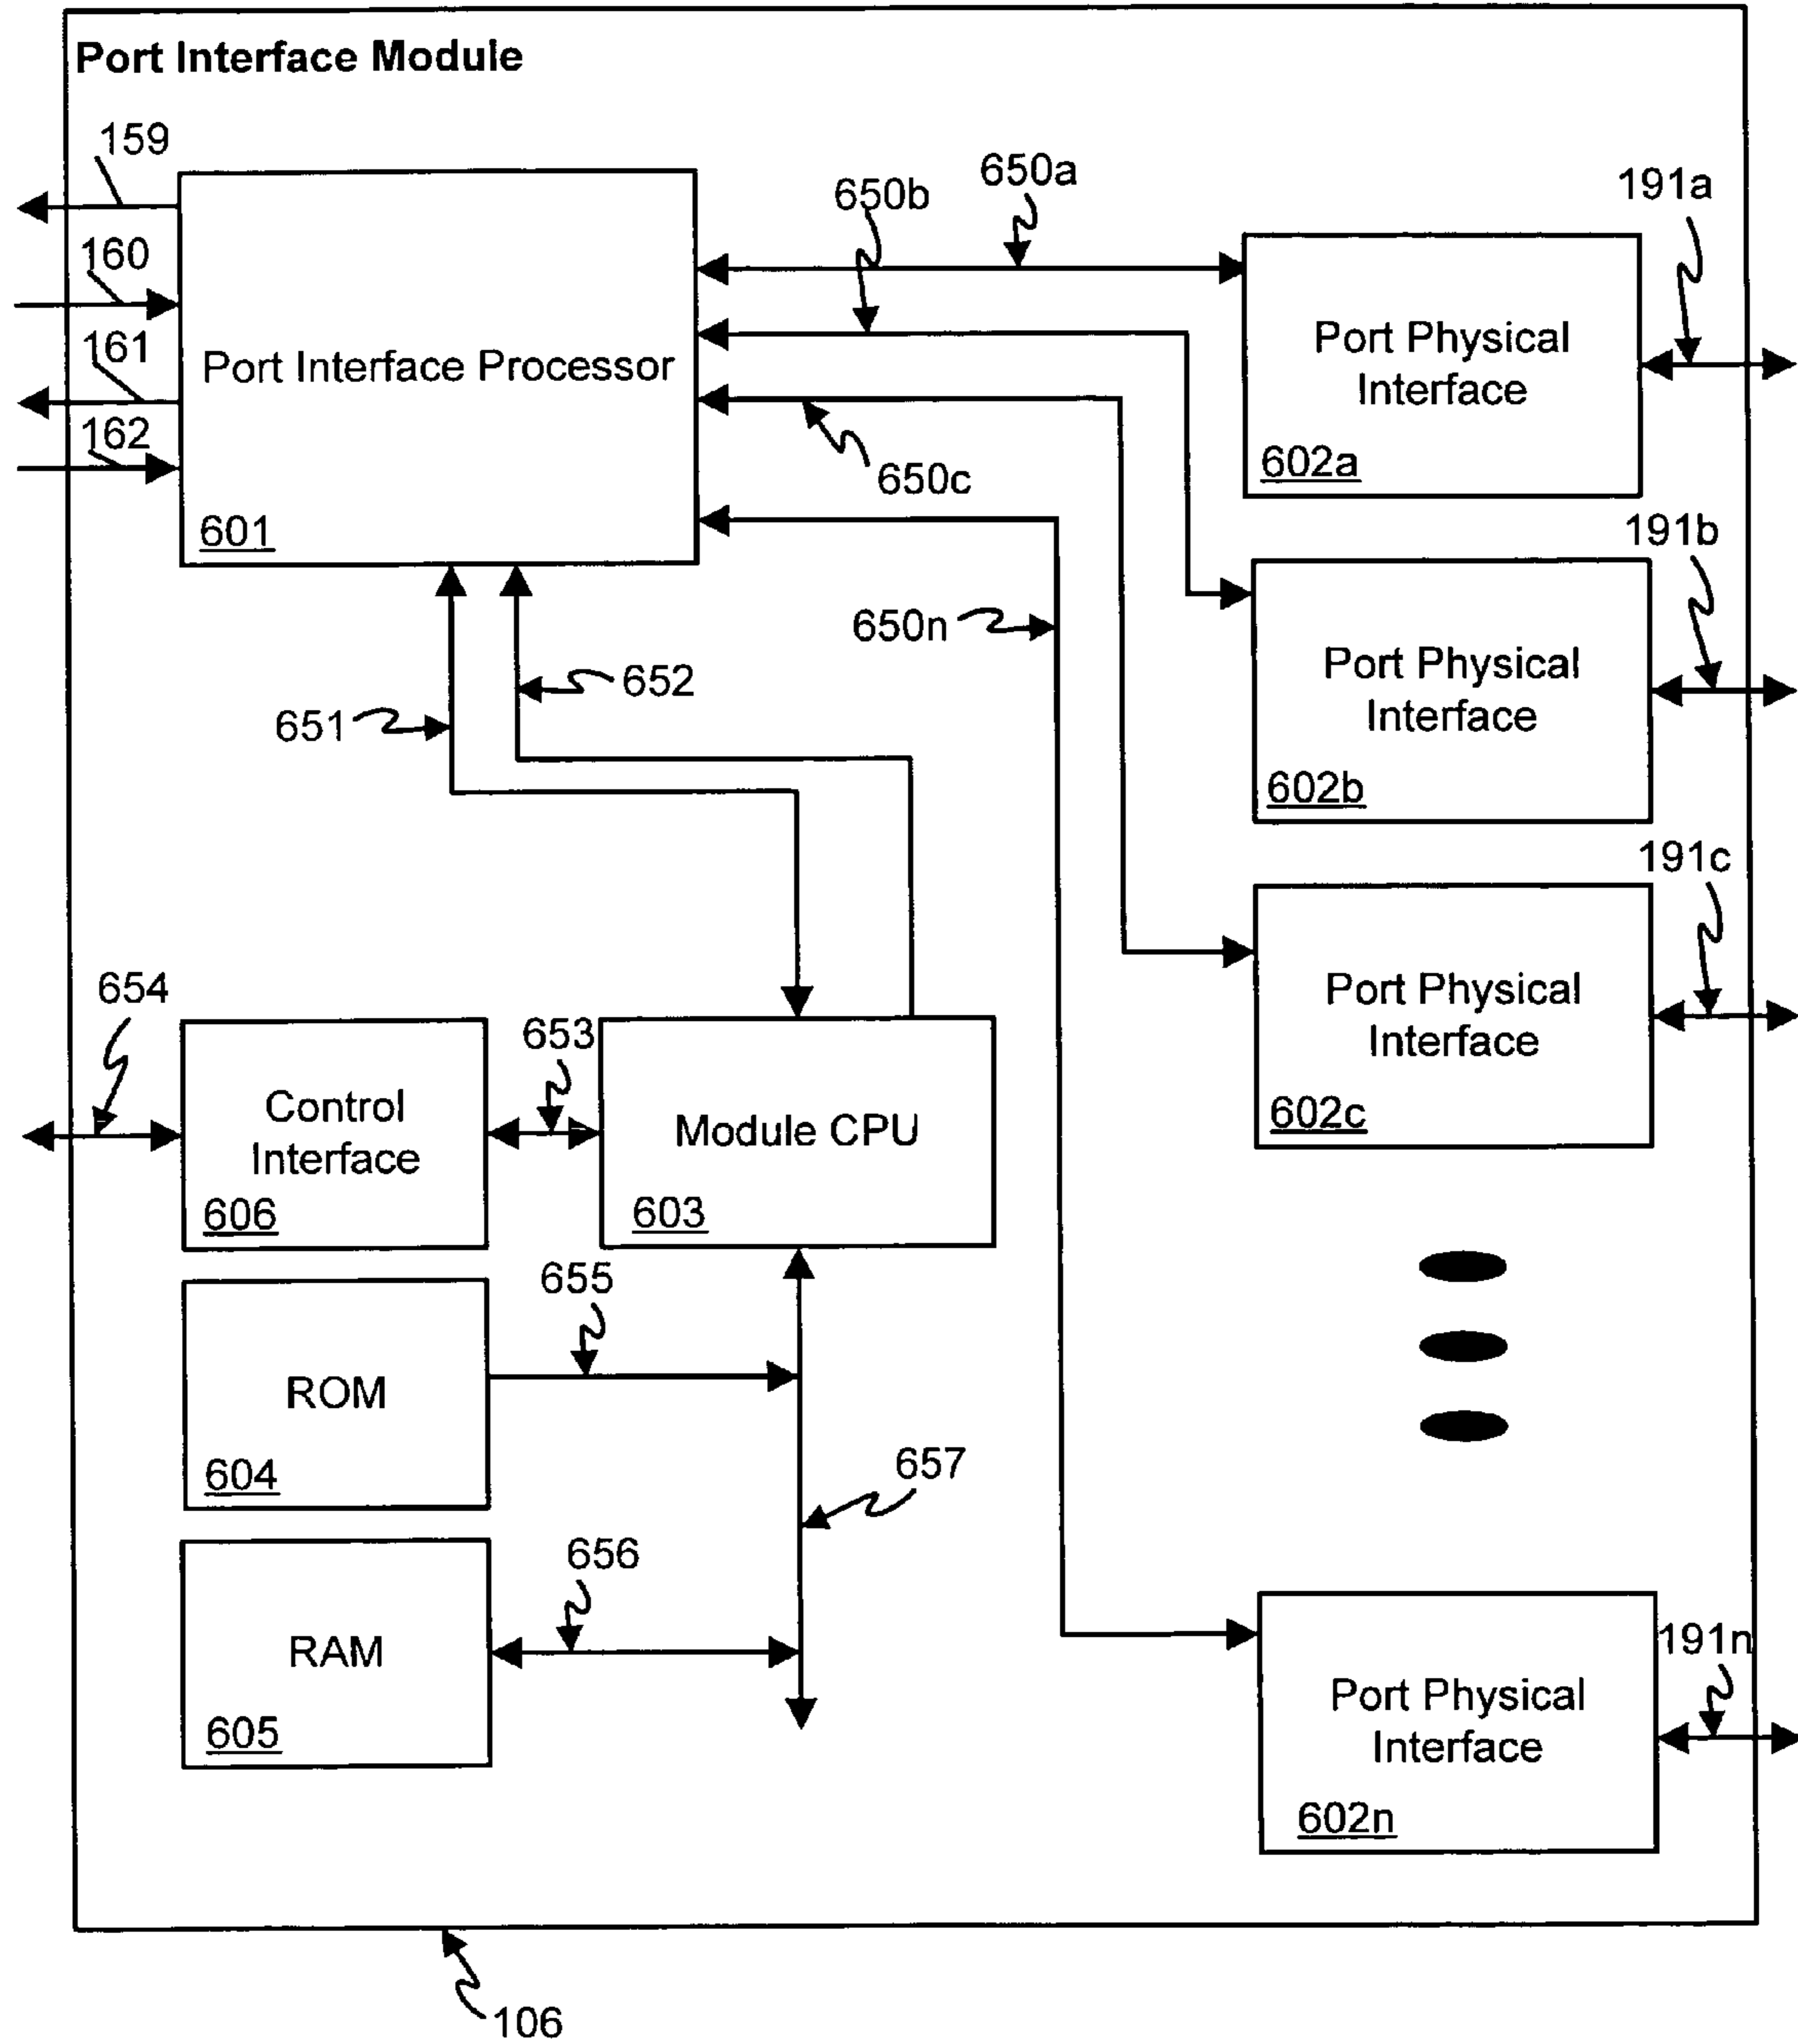 Port Interface Module
159
160
161
162
Port Interface Processor
601
650b
650a
650c
650n
191a
Port Physical
Interface
602a
191b
Port Physical
Interface
602b
651
652
191c
Port Physical
Interface
602c
654
Control
Interface
606
653
Module CPU
603
655
ROM
604
657
656
RAM
605
191n
Port Physical
Interface
602n
106